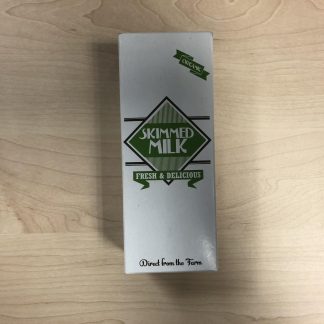 ORGANIC
SKIMMED
MILK
FRESH & DELICIOUS
Direct from the Farm